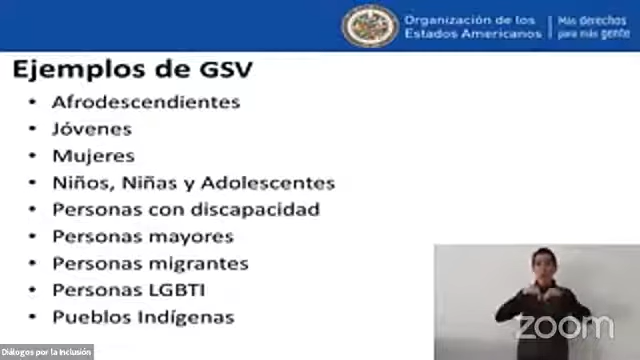 Organización de los
Estados Americanos
Más derechos
para más gente
Ejemplos de GSV
• Afrodescendientes
• Jóvenes
• Mujeres
• Niños, Niñas y Adolescentes
• Personas con discapacidad
• Personas mayores
• Personas migrantes
• Personas LGBTI
• Pueblos Indígenas
zoom
Diálogos por la Inclusión